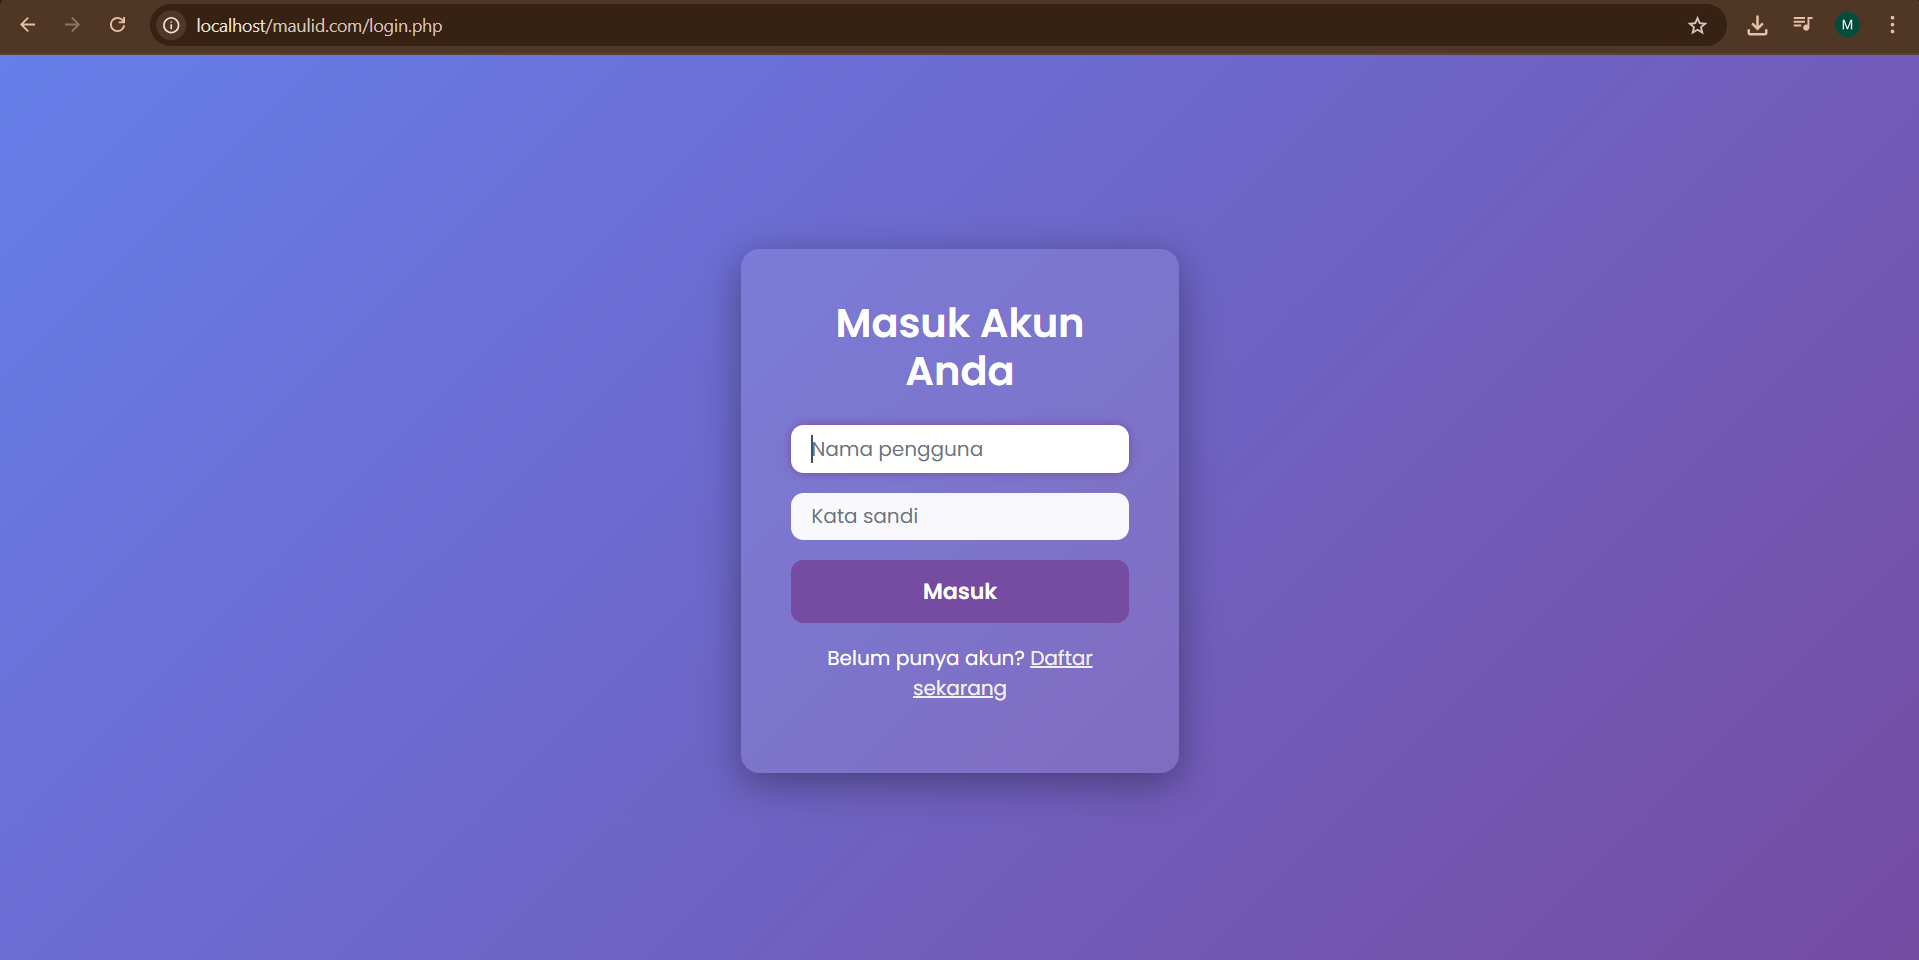 localhost/maulid.com/login.php
M
Masuk Akun
Anda
Nama pengguna
Kata sandi
Masuk
Belum punya akun? Daftar
sekarang